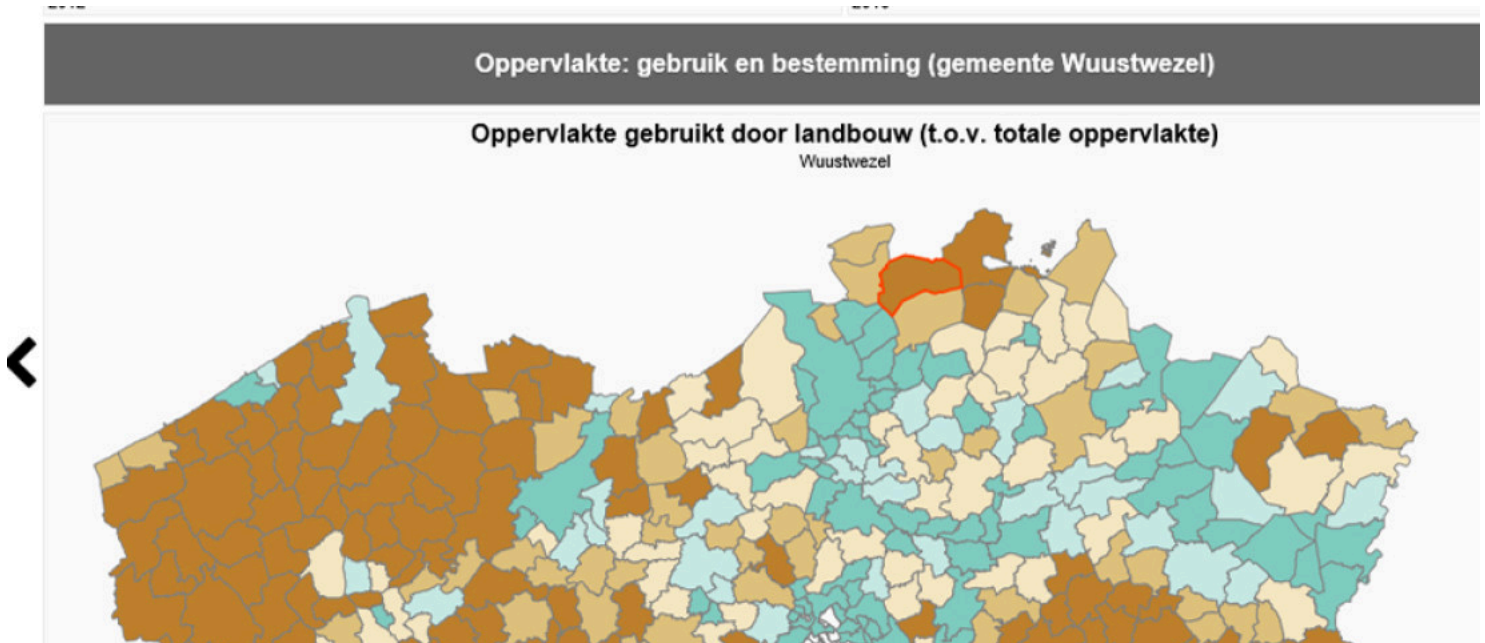 Oppervlakte: gebruik en bestemming (gemeente Wuustwezel)
Oppervlakte gebruikt door landbouw (t.o.v. totale oppervlakte)
Wuustwezel